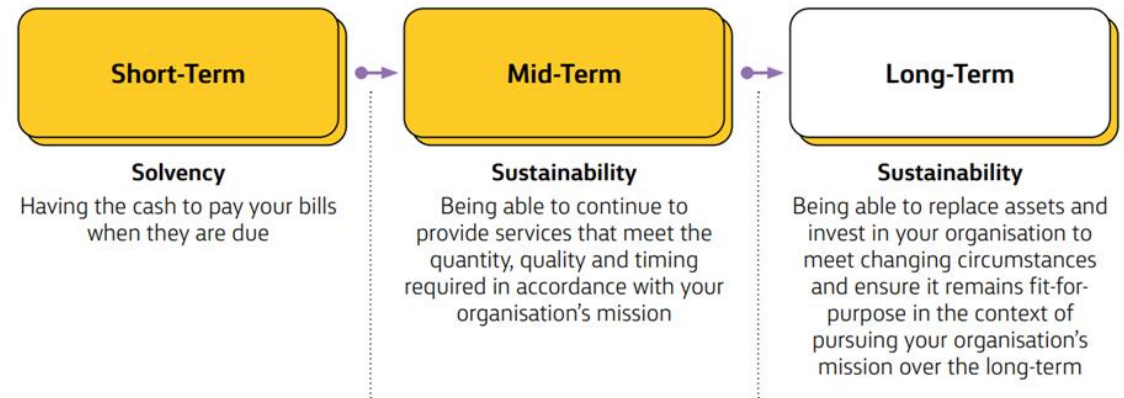 Short-Term
Solvency
Having the cash to pay your bills
when they are due
Mid-Term
Sustainability
Being able to continue to
provide services that meet the
quantity, quality and timing
required in accordance with your
organisation's mission
Long-Term
Sustainability
Being able to replace assets and
invest in your organisation to
meet changing circumstances
and ensure it remains fit-for-
purpose in the context of
pursuing your organisation's
mission over the long-term